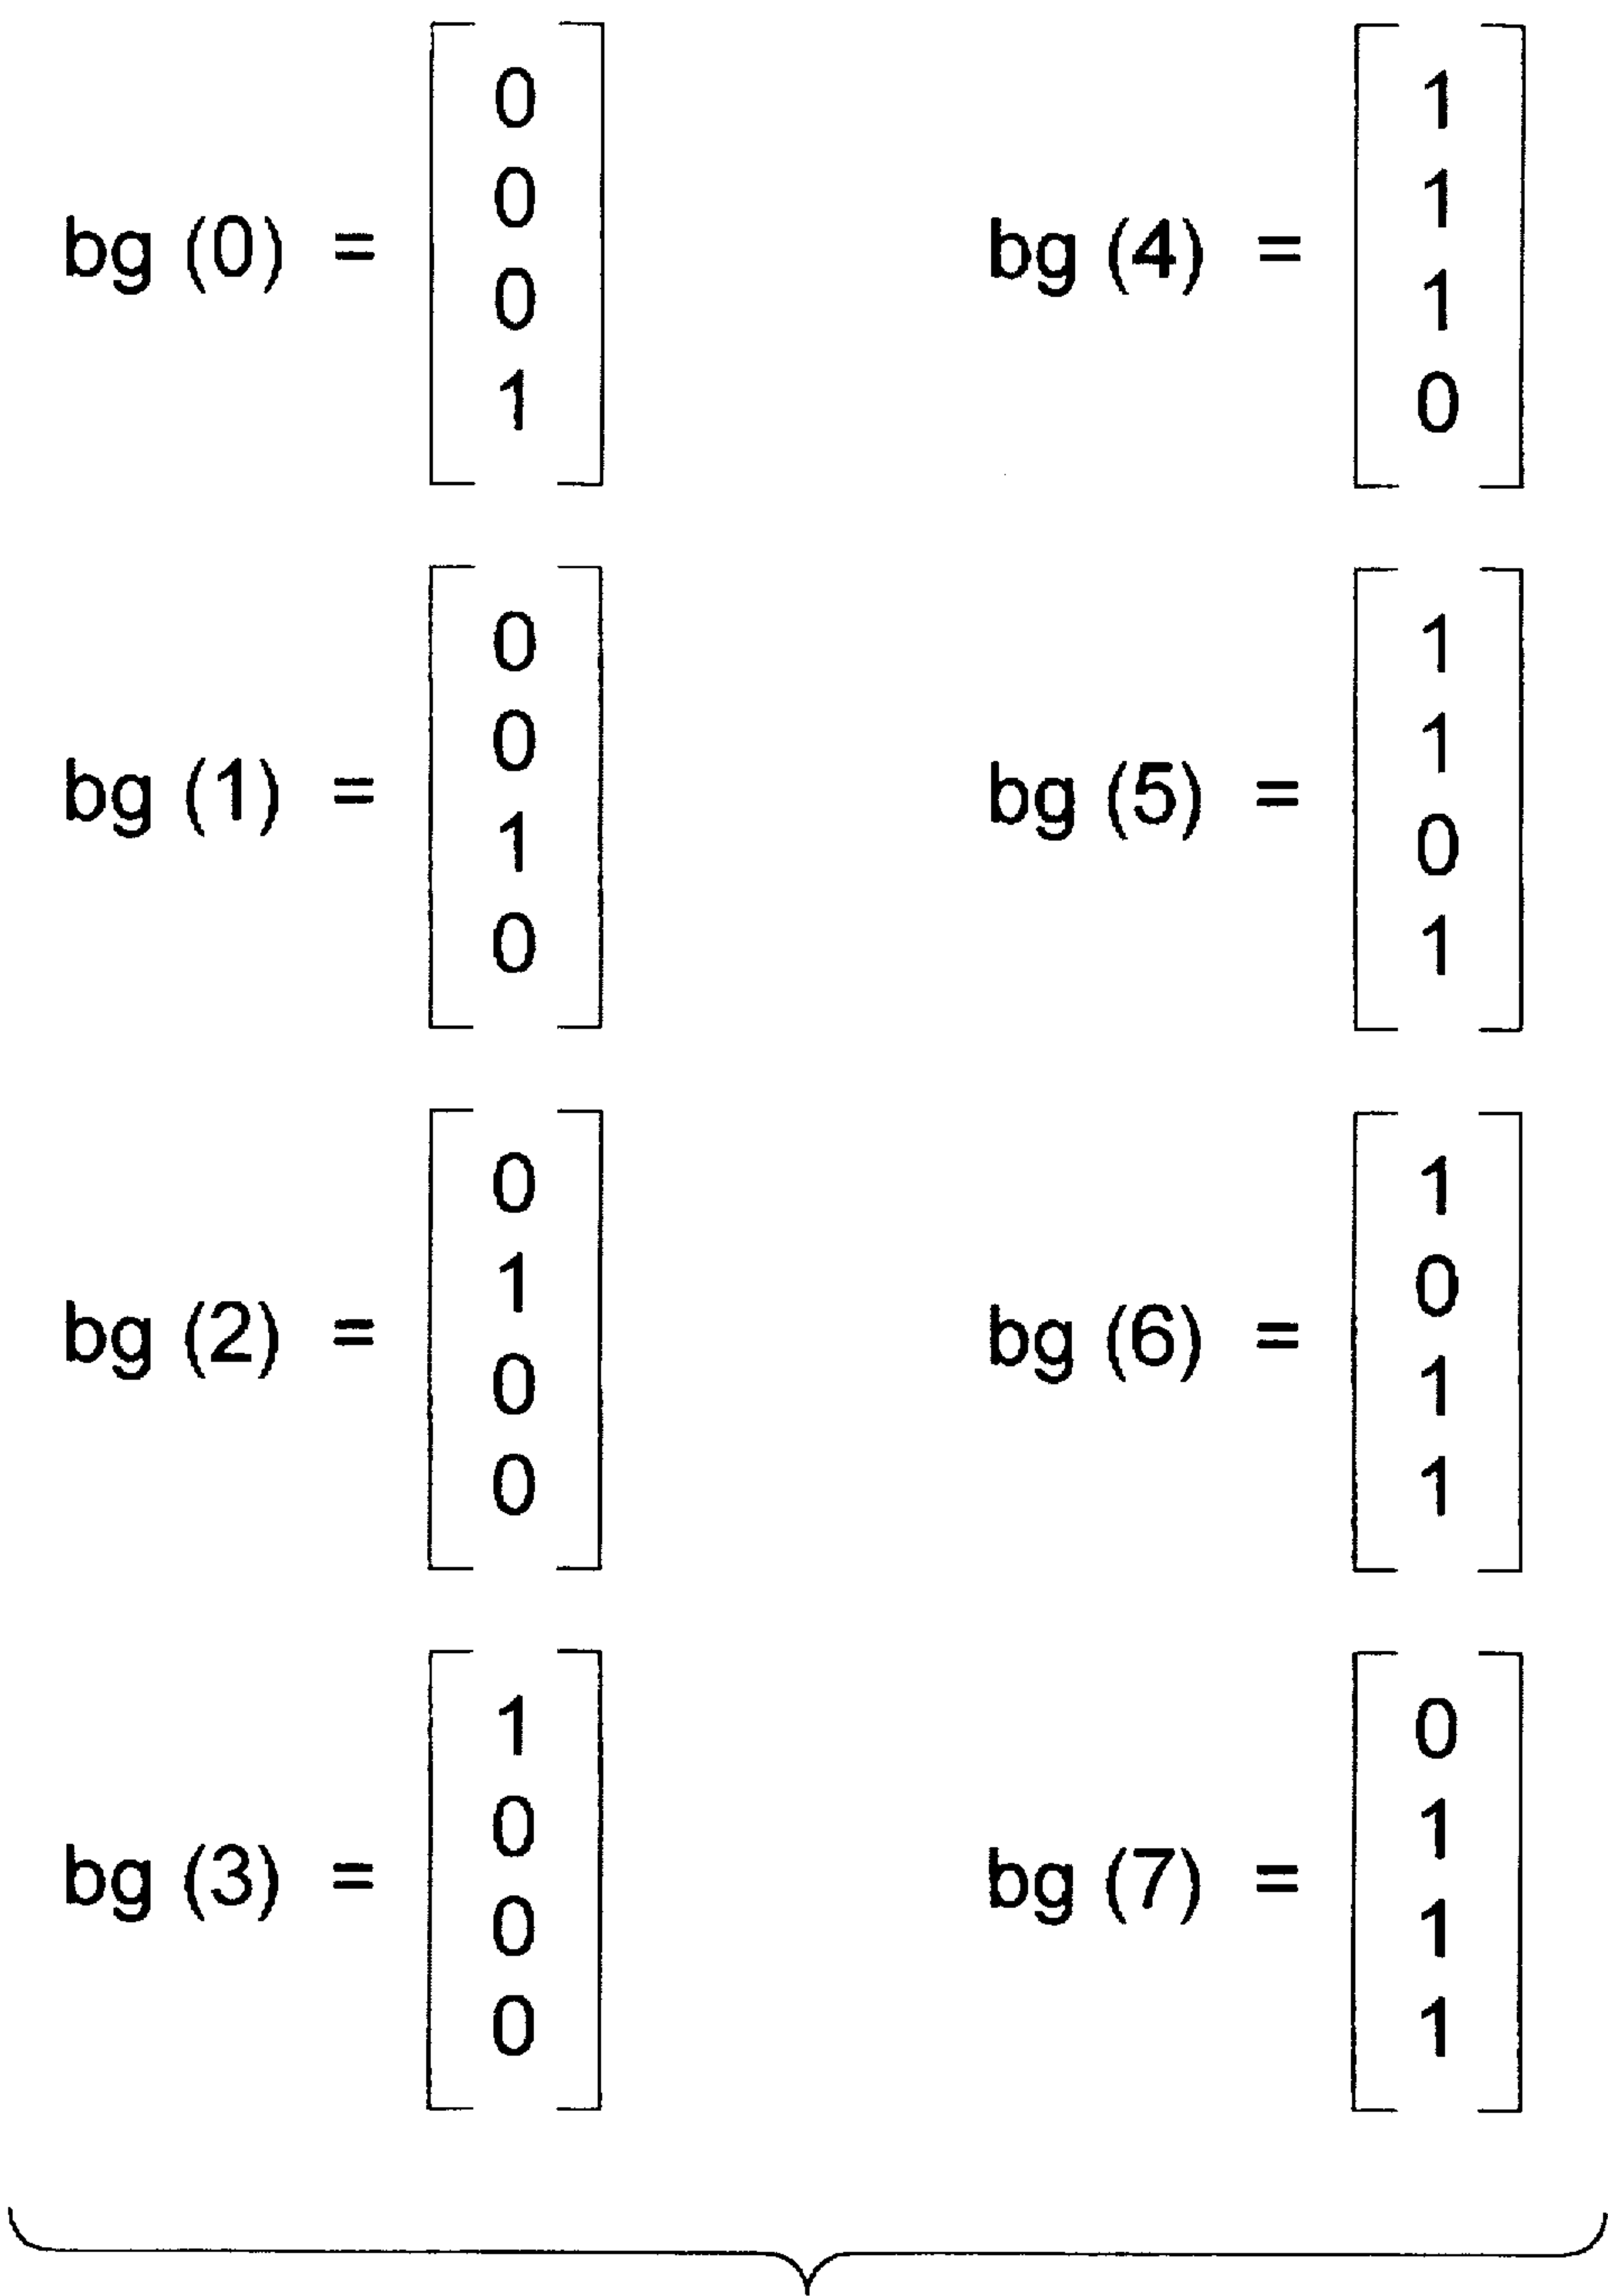 bg (0) = [0 0 0 1]
bg (4) = [1 1 1 0]
bg (1) = [0 0 1 0]
bg (5) = [1 1 0 1]
bg (2) = [0 1 0 0]
bg (6) = [1 0 1 1]
bg (3) = [1 0 0 0]
bg (7) = [0 1 1 1]